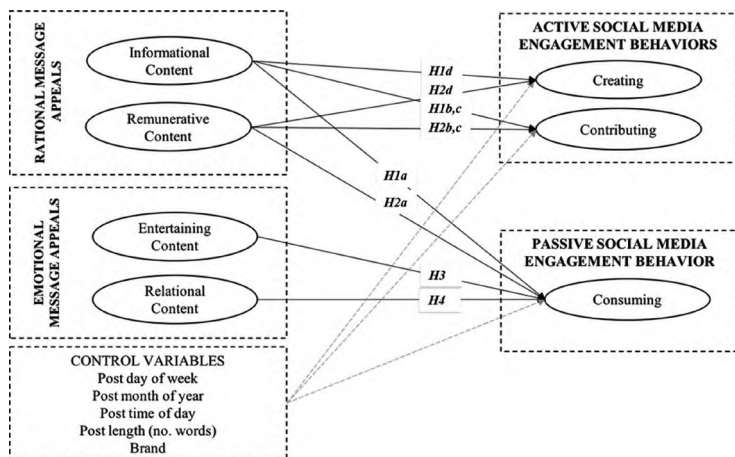 RATIONAL MESSAGE
APPEALS
Informational
Content
Remunerative
Content
EMOTIONAL
MESSAGE APPEALS
Entertaining
Content
Relational
Content
CONTROL VARIABLES
Post day of week
Post month of year
Post time of day
Post length (no. words)
Brand
H1d
H2d
H1b,c
H2b,c
H1a
H2a
H3
H4
ACTIVE SOCIAL MEDIA
ENGAGEMENT BEHAVIORS
Creating
Contributing
PASSIVE SOCIAL MEDIA
ENGAGEMENT BEHAVIOR
Consuming